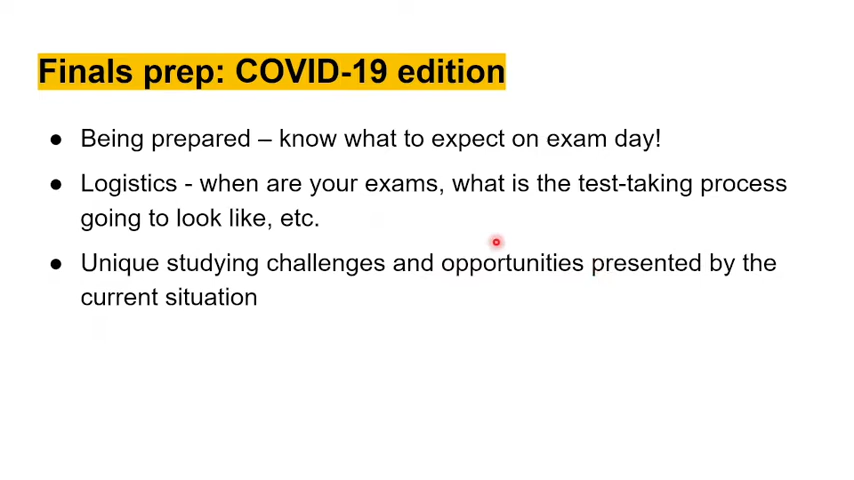 Finals prep: COVID-19 edition
● Being prepared – know what to expect on exam day!
● Logistics - when are your exams, what is the test-taking process
going to look like, etc.
● Unique studying challenges and opportunities presented by the
current situation